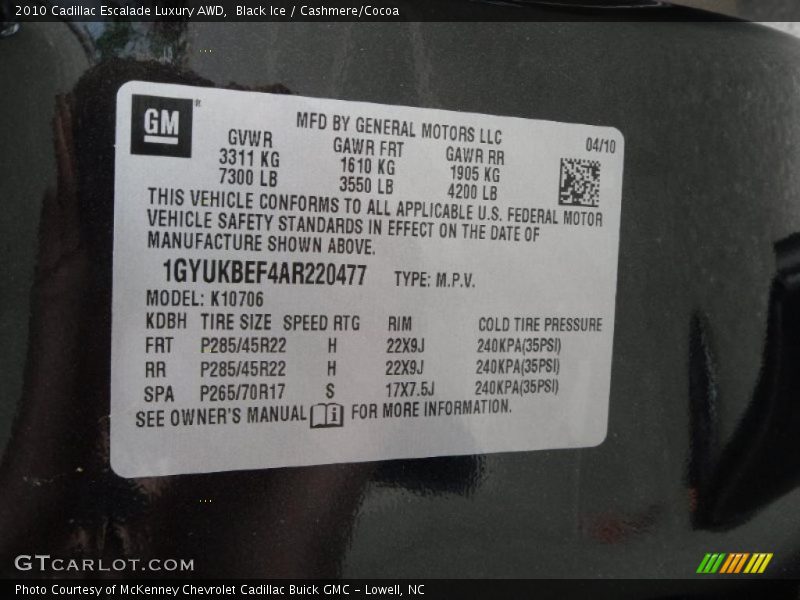 2010 Cadillac Escalade Luxury AWD, Black Ice / Cashmere/Cocoa
GM
MFD BY GENERAL MOTORS LLC
04/10
GVWR GAWR FRT GAWR RR
3311 KG 1610 KG 1905 KG
7300 LB 3550 LB 4200 LB
THIS VEHICLE CONFORMS TO ALL APPLICABLE U.S. FEDERAL MOTOR
VEHICLE SAFETY STANDARDS IN EFFECT ON THE DATE OF
MANUFACTURE SHOWN ABOVE.
1GYUKBEF4AR220477 TYPE: M.P.V.
MODEL: K10706
KDBH TIRE SIZE SPEED RTG RIM COLD TIRE PRESSURE
FRT P285/45R22 H 22X9J 240KPA(35PSI)
RR P285/45R22 H 22X9J 240KPA(35PSI)
SPA P265/70R17 S 17X7.5J 240KPA(35PSI)
SEE OWNER'S MANUAL i FOR MORE INFORMATION.
GTCARLOT.COM
Photo Courtesy of McKenney Chevrolet Cadillac Buick GMC - Lowell, NC